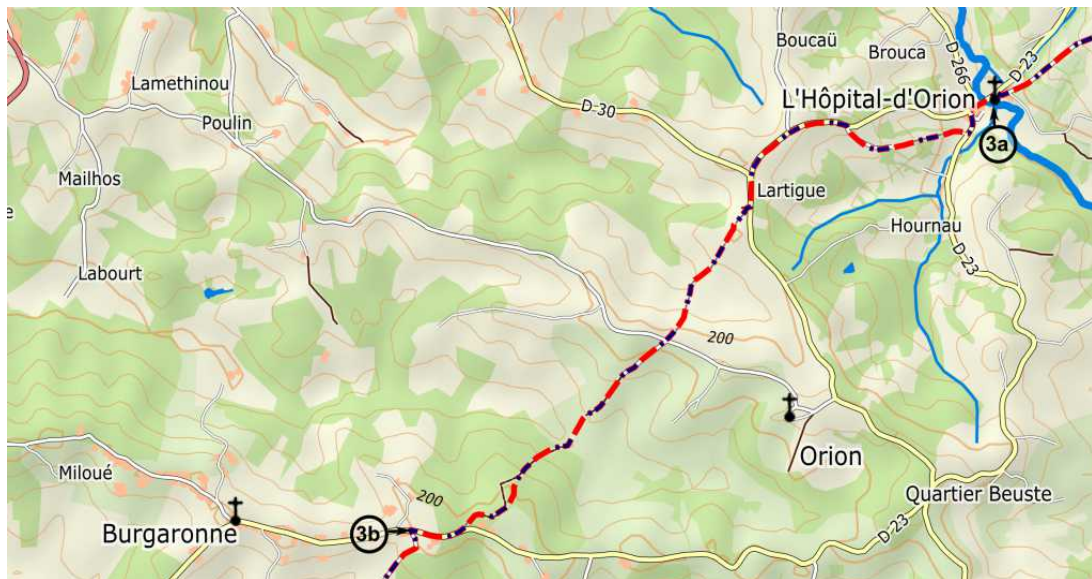 Boucaü
Brouca
D-266
D-23
Lamethinou
L'Hôpital-d'Orion
D-30
Poulin
3a
Mailhos
Lartigue
e
Hournau
Labourt
D-23
200
200
Orion
Miloué
Quartier Beuste
Burgaronne
3b
D-23